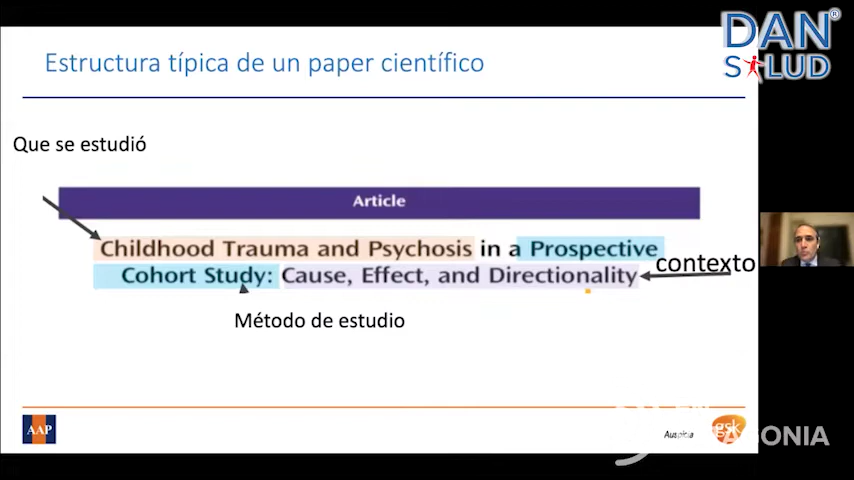 DAN®
SALUD
Estructura típica de un paper científico
Que se estudió
Article
Childhood Trauma and Psychosis in a Prospective
Cohort Study: Cause, Effect, and Directionality
contexto
Método de estudio
AAP
Auspicia
gsk